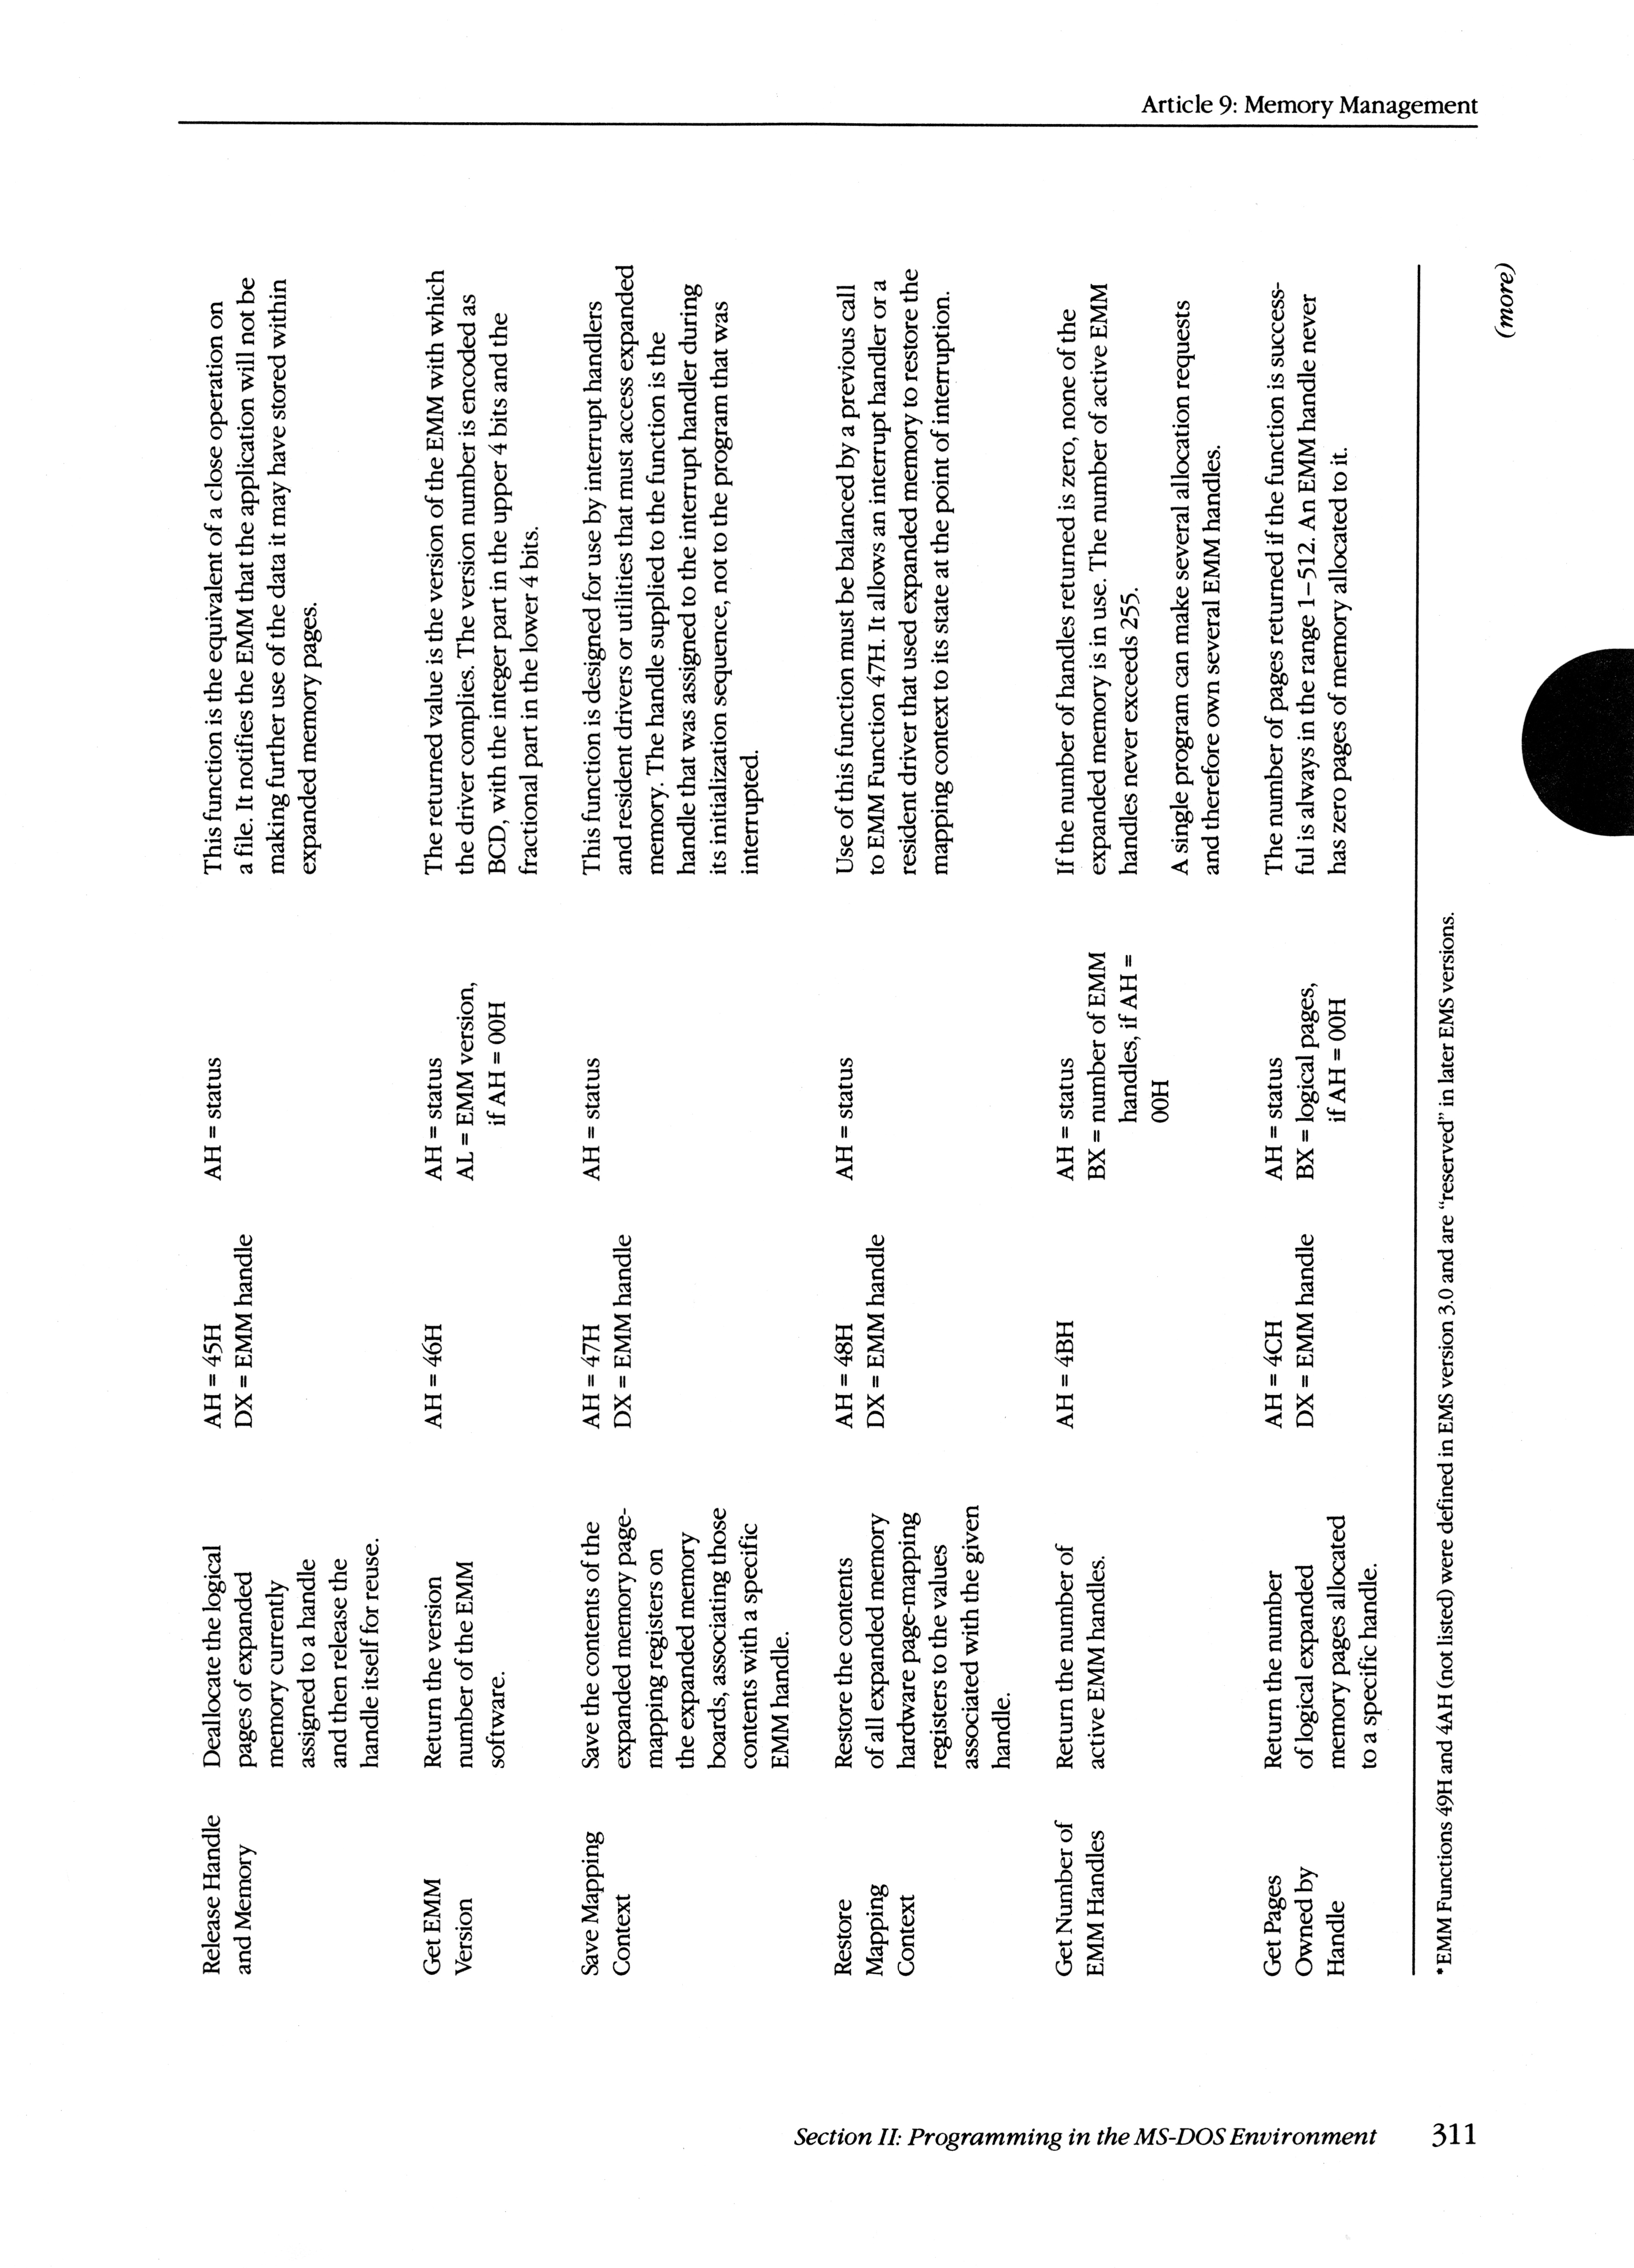 Article 9: Memory Management
Release Handle
and Memory
Deallocate the logical
pages of expanded
memory currently
assigned to a handle
and then release the
handle itself for reuse.
AH = 45H
DX = EMM handle
AH = status
This function is the equivalent of a close operation on
a file. It notifies the EMM that the application will not be
making further use of the data it may have stored within
expanded memory pages.
Get EMM
Version
Return the version
number of the EMM
software.
AH = 46H
AH = status
AL = EMM version,
if AH = 00H
The returned value is the version of the EMM with which
the driver complies. The version number is encoded as
BCD, with the integer part in the upper 4 bits and the
fractional part in the lower 4 bits.
Save Mapping
Context
Save the contents of the
expanded memory page-
mapping registers on
the expanded memory
boards, associating those
contents with a specific
EMM handle.
AH = 47H
DX = EMM handle
AH = status
This function is designed for use by interrupt handlers
and resident drivers or utilities that must access expanded
memory. The handle supplied to the function is the
handle that was assigned to the interrupt handler during
its initialization sequence, not to the program that was
interrupted.
Restore
Mapping
Context
Restore the contents
of all expanded memory
hardware page-mapping
registers to the values
associated with the given
handle.
AH = 48H
DX = EMM handle
AH = status
Use of this function must be balanced by a previous call
to EMM Function 47H. It allows an interrupt handler or a
resident driver that used expanded memory to restore the
mapping context to its state at the point of interruption.
Get Number of
EMM Handles
Return the number of
active EMM handles.
AH = 4BH
AH = status
BX = number of EMM
handles, if AH =
00H
If the number of handles returned is zero, none of the
expanded memory is in use. The number of active EMM
handles never exceeds 255.
A single program can make several allocation requests
and therefore own several EMM handles.
Get Pages
Owned by
Handle
Return the number
of logical expanded
memory pages allocated
to a specific handle.
AH = 4CH
DX = EMM handle
AH = status
BX = logical pages,
if AH = 00H
The number of pages returned if the function is success-
ful is always in the range 1–512. An EMM handle never
has zero pages of memory allocated to it.
*EMM Functions 49H and 4AH (not listed) were defined in EMS version 3.0 and are “reserved” in later EMS versions.
(more)
Section II: Programming in the MS-DOS Environment 311